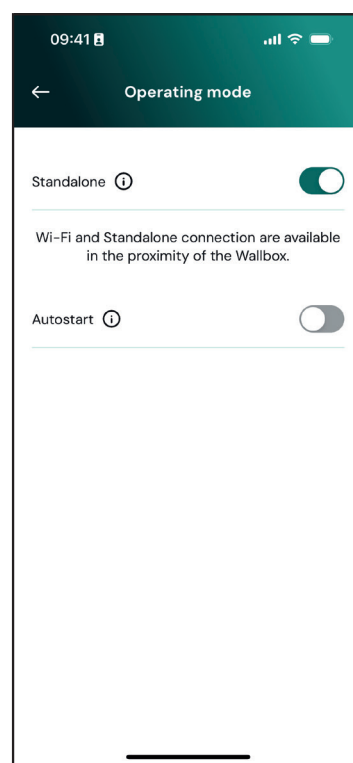 09:41
Operating mode
Standalone
Wi-Fi and Standalone connection are available
in the proximity of the Wallbox.
Autostart